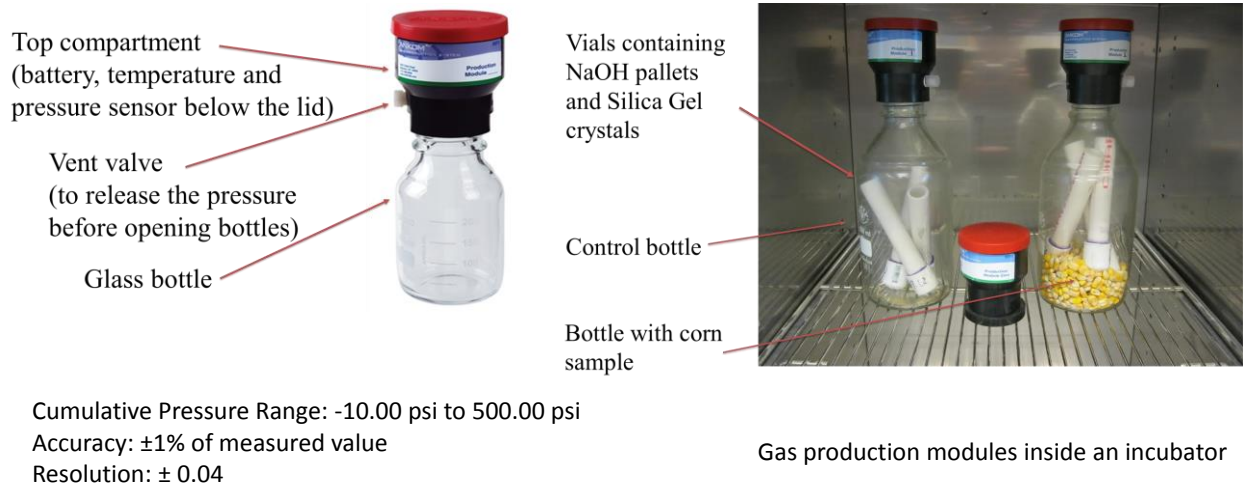 Top compartment
(battery, temperature and
pressure sensor below the lid)
Vent valve
(to release the pressure
before opening bottles)
Glass bottle
Production
Module
Vials containing
NaOH pallets
and Silica Gel
crystals
Control bottle
Bottle with corn
sample
Production
Cumulative Pressure Range: -10.00 psi to 500.00 psi
Accuracy: ±1% of measured value
Resolution: ± 0.04
Gas production modules inside an incubator